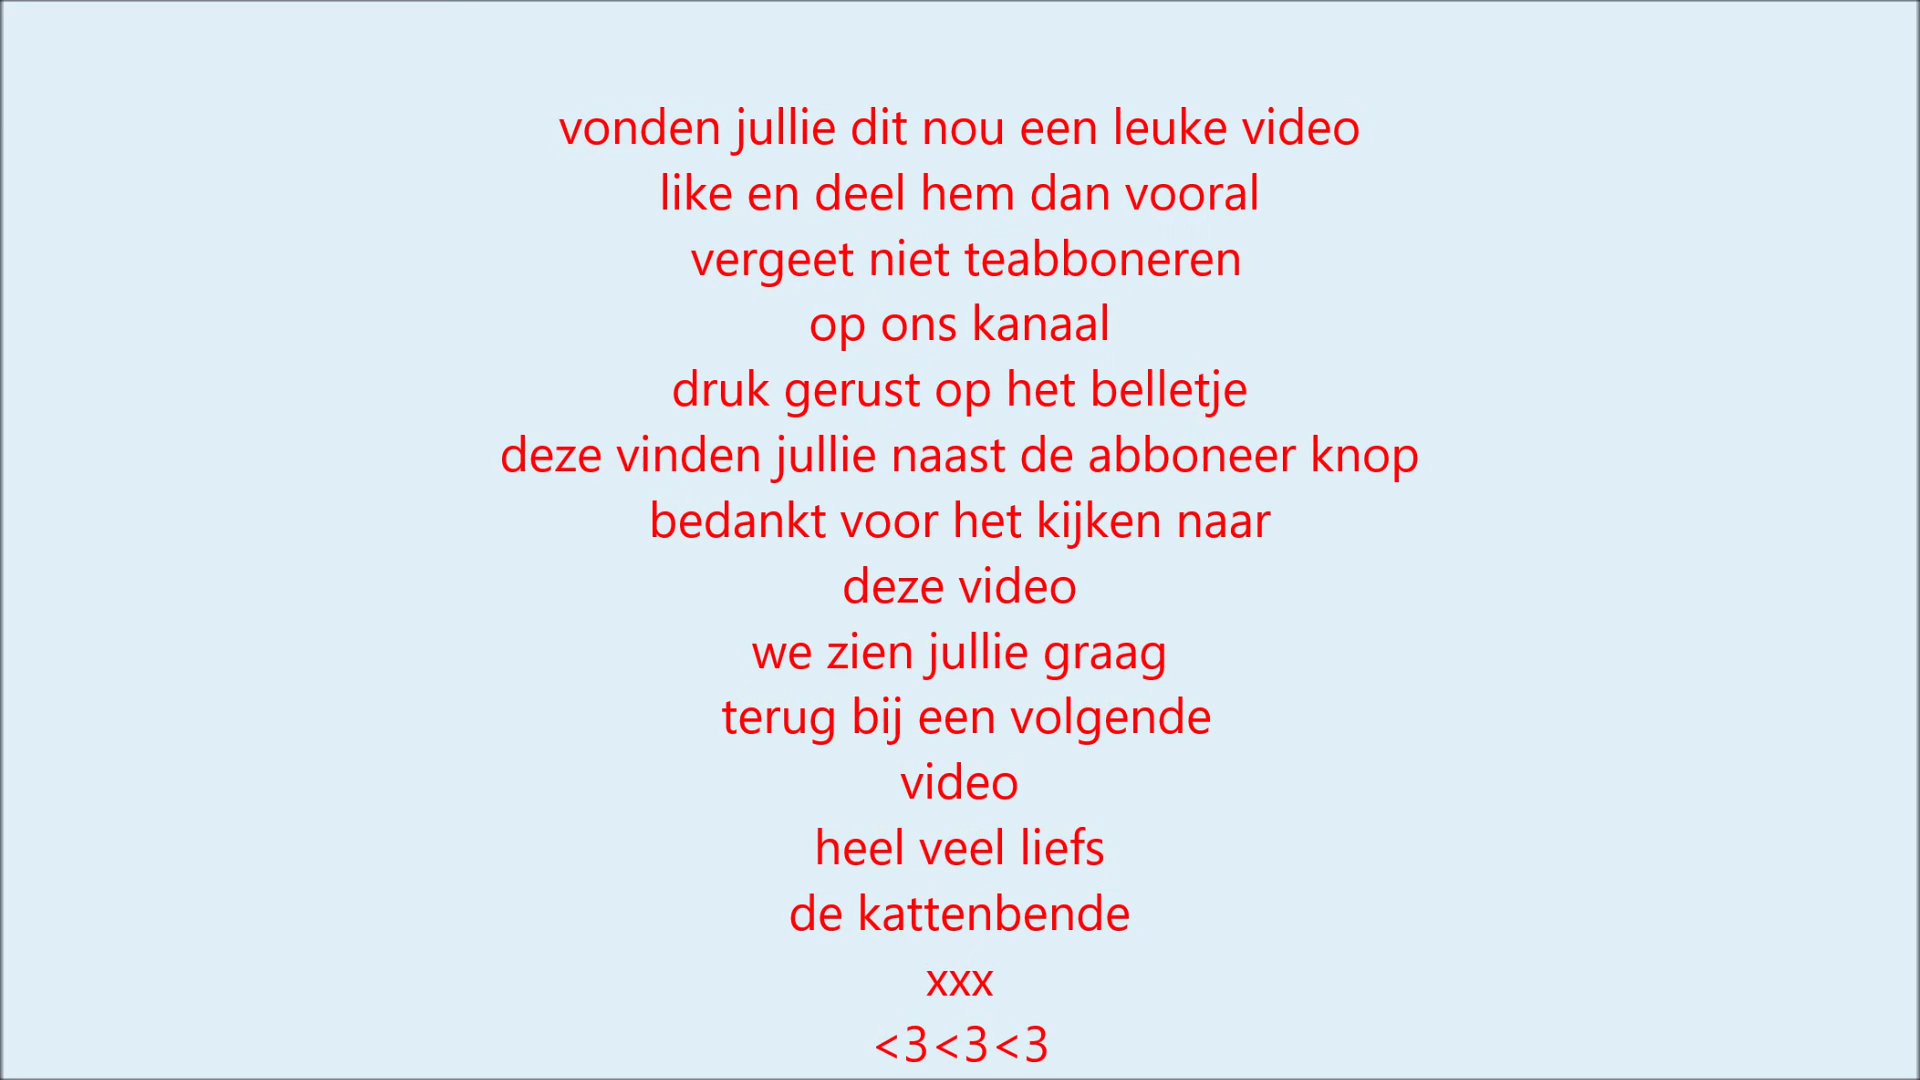 vonden jullie dit nou een leuke video
like en deel hem dan vooral
vergeet niet teabboneren
op ons kanaal
druk gerust op het belletje
deze vinden jullie naast de abboneer knop
bedankt voor het kijken naar
deze video
we zien jullie graag
terug bij een volgende
video
heel veel liefs
de kattenbende
xxx
<3<3<3